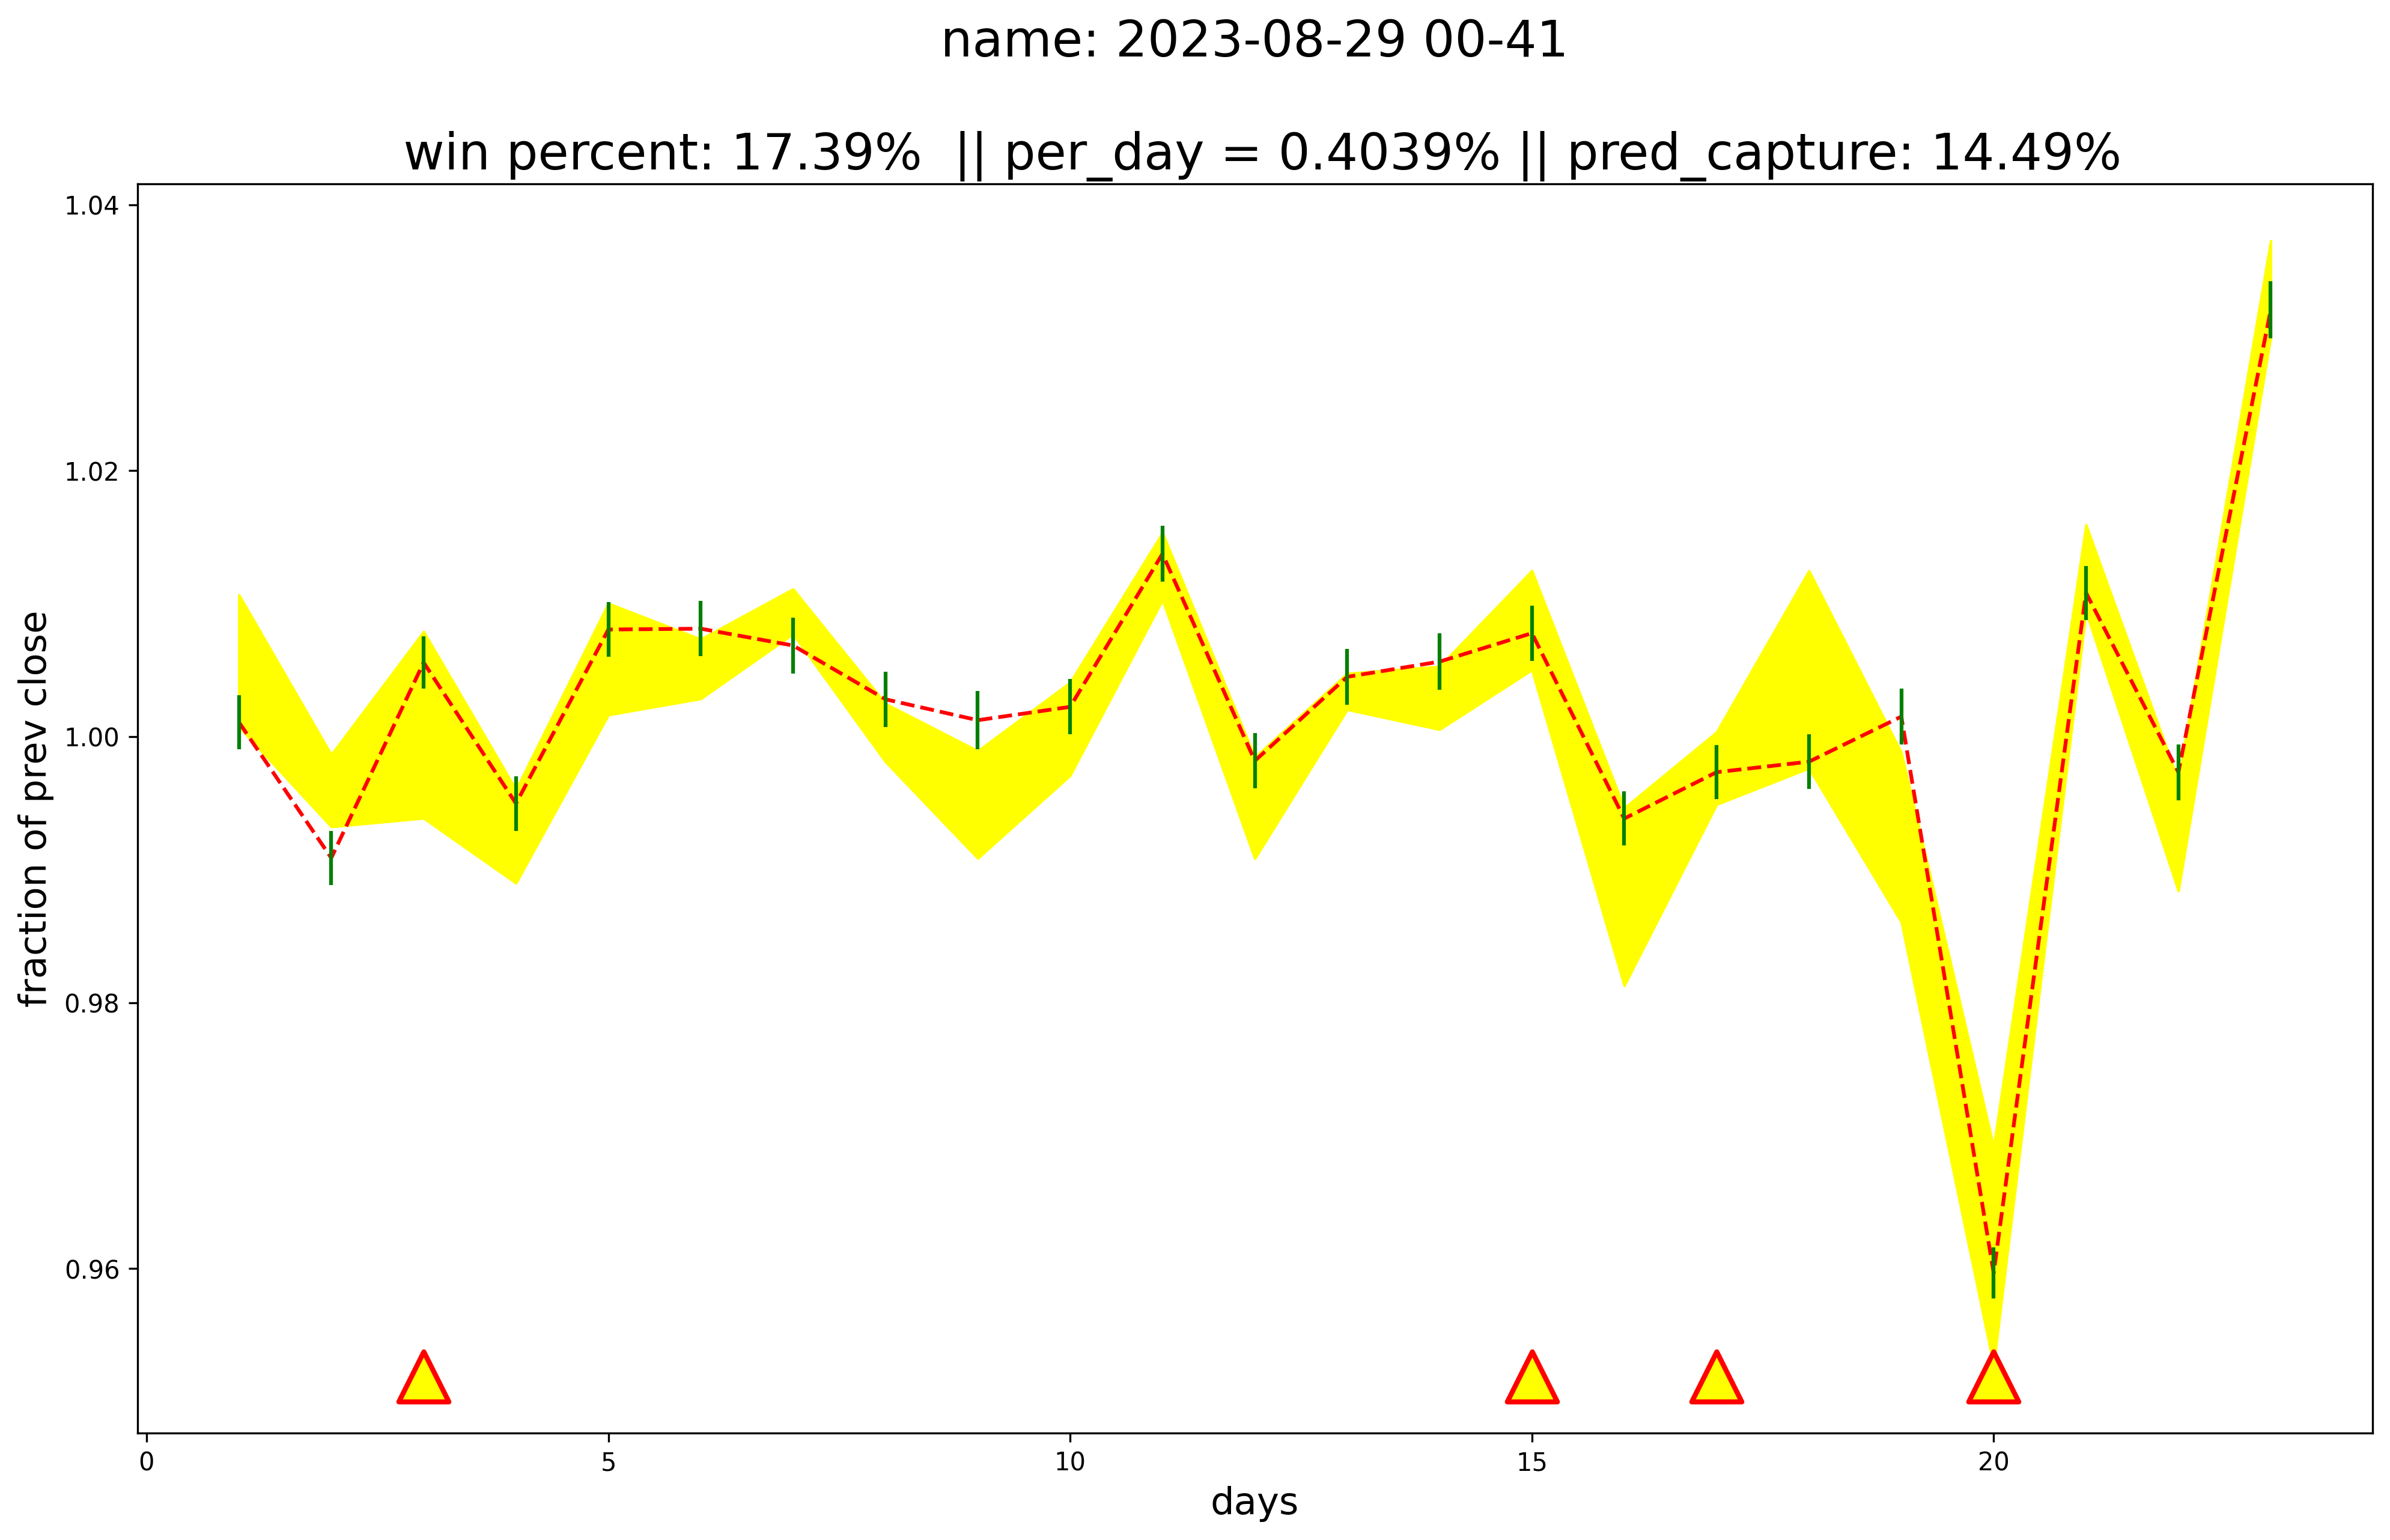 name: 2023-08-29 00-41
win percent: 17.39%  || per_day = 0.4039% || pred_capture: 14.49%
1.04
1.02
1.00
0.98
0.96
fraction of prev close
0 5 10 15 20
days